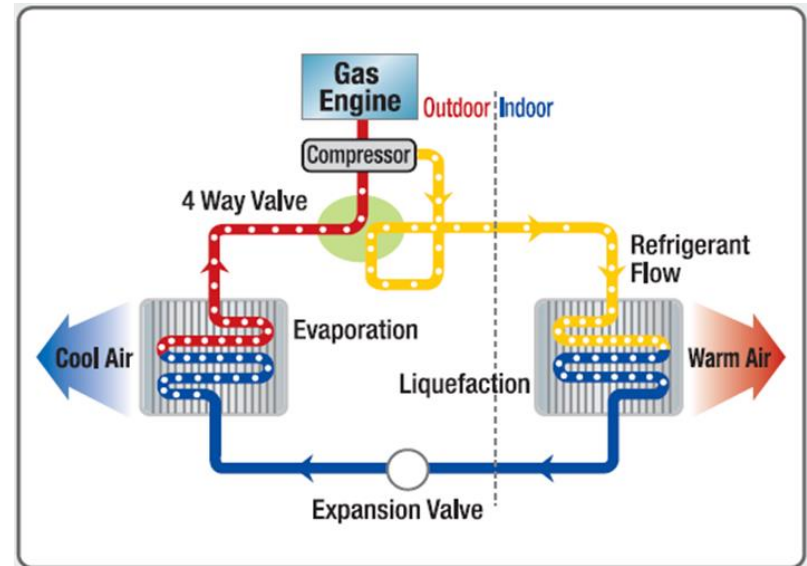 Gas
Engine
Outdoor Indoor
Compressor
4 Way Valve
Refrigerant
Flow
Evaporation
Cool Air
Warm Air
Liquefaction
Expansion Valve